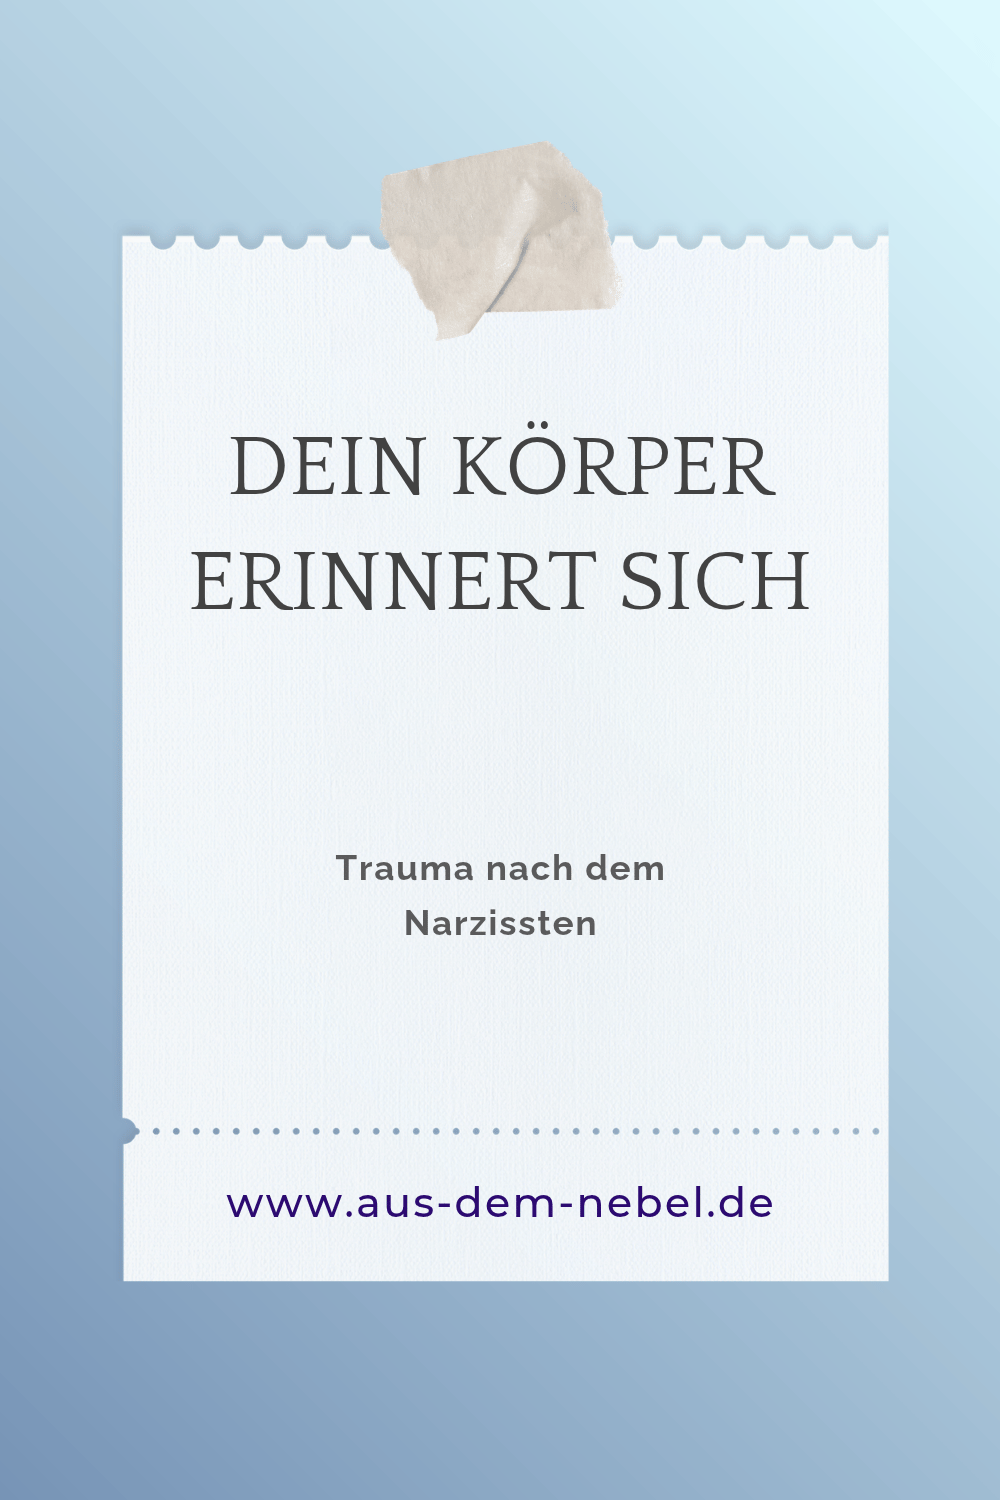 DEIN KÖRPER
ERINNERT SICH
Trauma nach dem
Narzissten
www.aus-dem-nebel.de